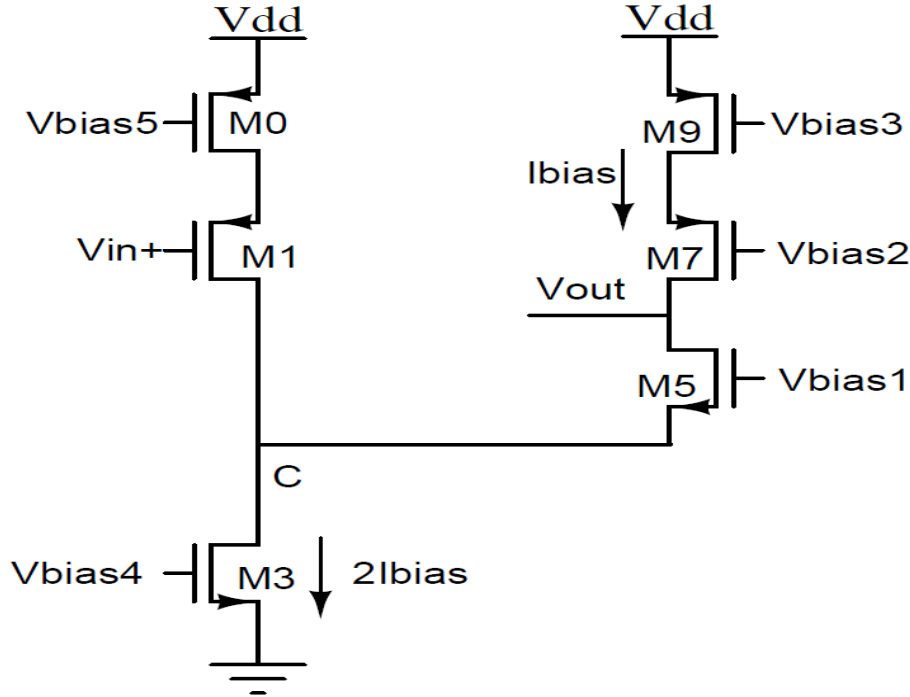 Vdd
Vdd
Vbias5
M0
M9
Vbias3
Ibias
Vin+
M1
M7
Vbias2
Vout
M5
Vbias1
C
Vbias4
M3
2Ibias